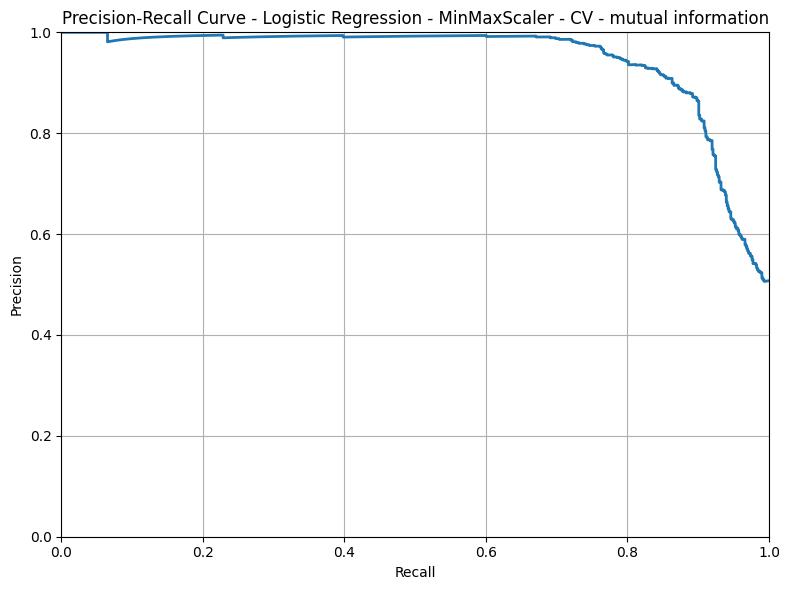 Precision-Recall Curve - Logistic Regression - MinMaxScaler - CV - mutual information
1.0
0.8
0.6
0.4
0.2
0.0
Precision
0.0 0.2 0.4 0.6 0.8 1.0
Recall